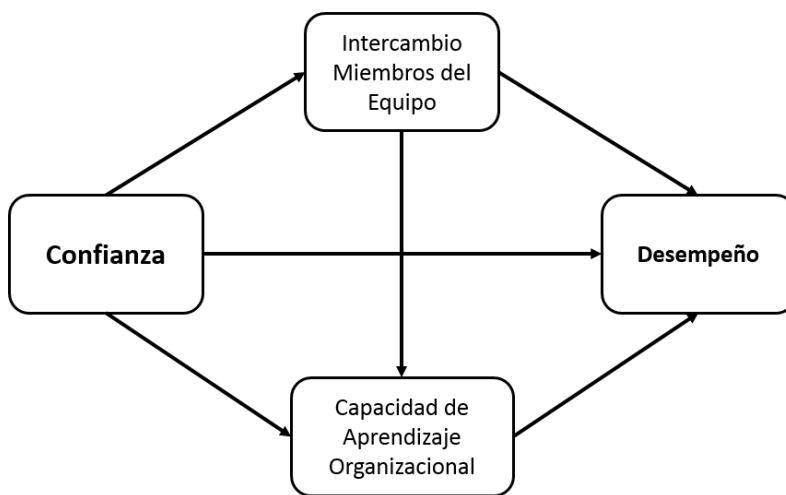 Intercambio
Miembros del
Equipo
Confianza
Desempeño
Capacidad de
Aprendizaje
Organizacional